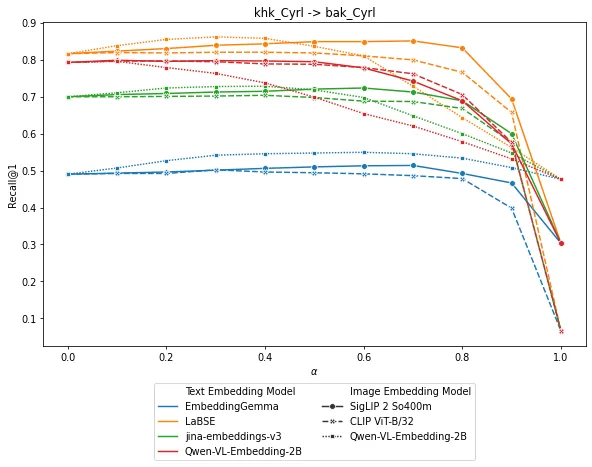 khk_Cyrl -> bak_Cyrl
0.9
0.8
0.7
0.6
0.5
0.4
0.3
0.2
0.1
Recall@1
0.0 0.2 0.4 0.6 0.8 1.0
α
Text Embedding Model
EmbeddingGemma
LaBSE
jina-embeddings-v3
Qwen-VL-Embedding-2B
Image Embedding Model
SigLIP 2 So400m
CLIP ViT-B/32
Qwen-VL-Embedding-2B